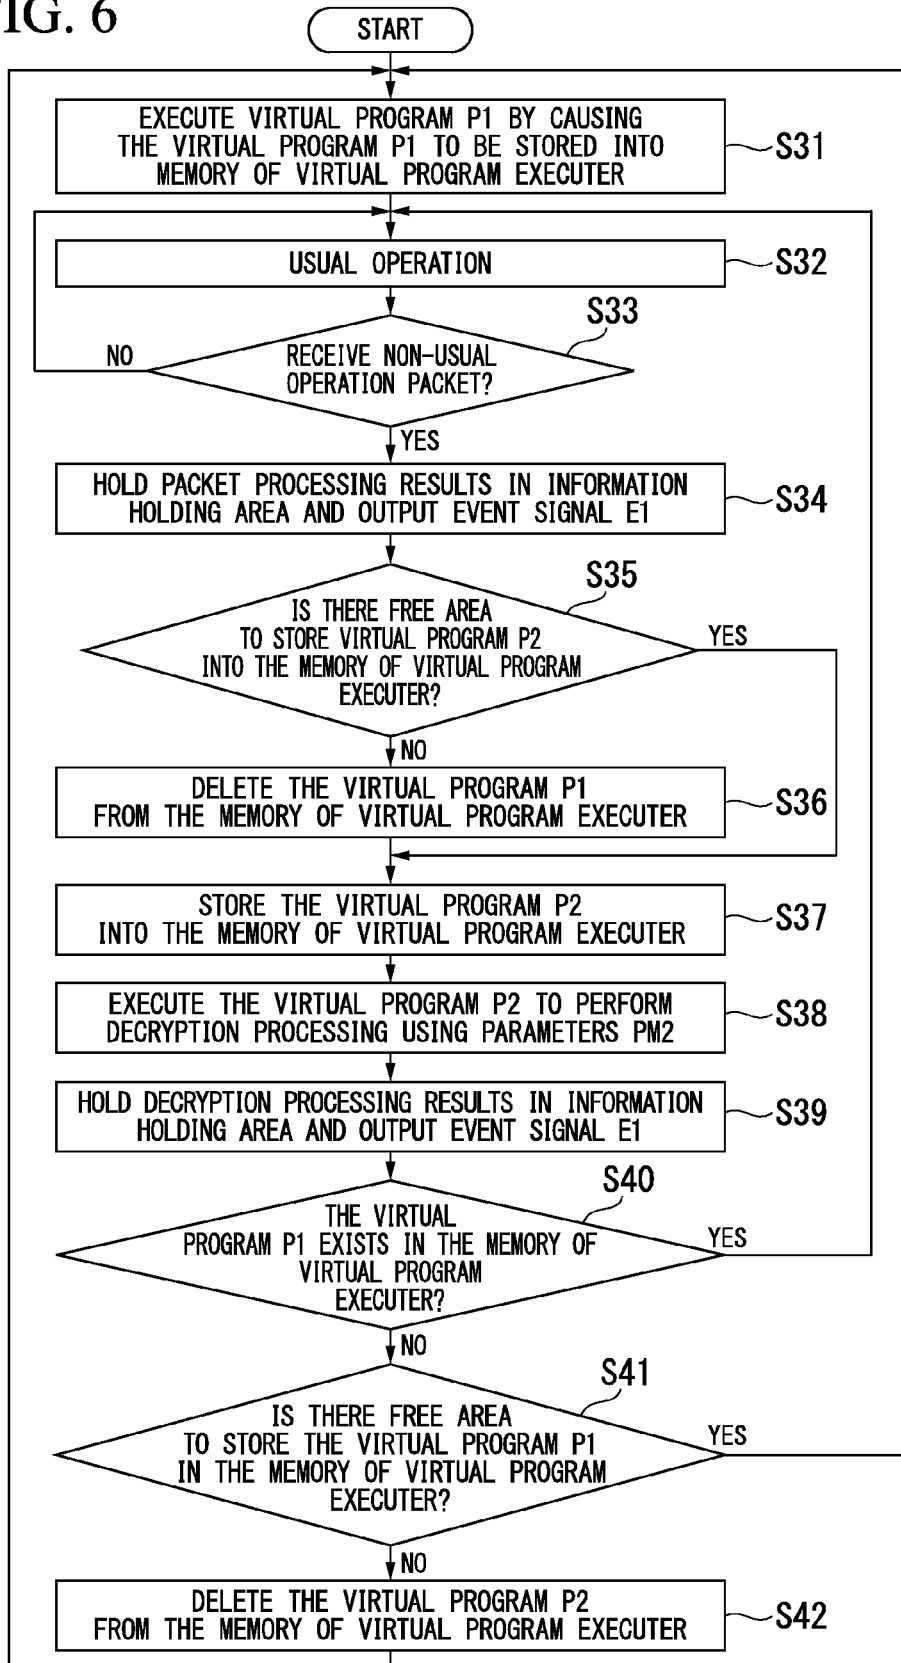 FIG. 6
START
EXECUTE VIRTUAL PROGRAM P1 BY CAUSING
THE VIRTUAL PROGRAM P1 TO BE STORED INTO
MEMORY OF VIRTUAL PROGRAM EXECUTER
S31
USUAL OPERATION
S32
S33
RECEIVE NON-USUAL
OPERATION PACKET?
NO
YES
HOLD PACKET PROCESSING RESULTS IN INFORMATION
HOLDING AREA AND OUTPUT EVENT SIGNAL E1
S34
S35
IS THERE FREE AREA
TO STORE VIRTUAL PROGRAM P2
INTO THE MEMORY OF VIRTUAL PROGRAM
EXECUTER?
YES
NO
DELETE THE VIRTUAL PROGRAM P1
FROM THE MEMORY OF VIRTUAL PROGRAM EXECUTER
S36
STORE THE VIRTUAL PROGRAM P2
INTO THE MEMORY OF VIRTUAL PROGRAM EXECUTER
S37
EXECUTE THE VIRTUAL PROGRAM P2 TO PERFORM
DECRYPTION PROCESSING USING PARAMETERS PM2
S38
HOLD DECRYPTION PROCESSING RESULTS IN INFORMATION
HOLDING AREA AND OUTPUT EVENT SIGNAL E1
S39
S40
THE VIRTUAL
PROGRAM P1 EXISTS IN THE MEMORY OF
VIRTUAL PROGRAM
EXECUTER?
YES
NO
S41
IS THERE FREE AREA
TO STORE THE VIRTUAL PROGRAM P1
IN THE MEMORY OF VIRTUAL PROGRAM
EXECUTER?
YES
NO
DELETE THE VIRTUAL PROGRAM P2
FROM THE MEMORY OF VIRTUAL PROGRAM EXECUTER
S42